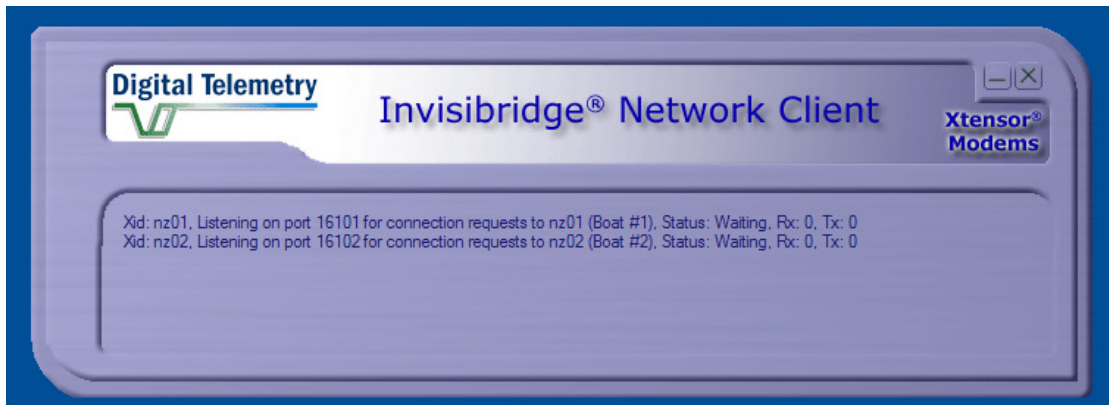 Digital Telemetry
Invisibridge® Network Client
Xtensor®
Modems
Xid: nz01, Listening on port 16101 for connection requests to nz01 (Boat #1), Status: Waiting, Rx: 0, Tx: 0
Xid: nz02, Listening on port 16102 for connection requests to nz02 (Boat #2), Status: Waiting, Rx: 0, Tx: 0